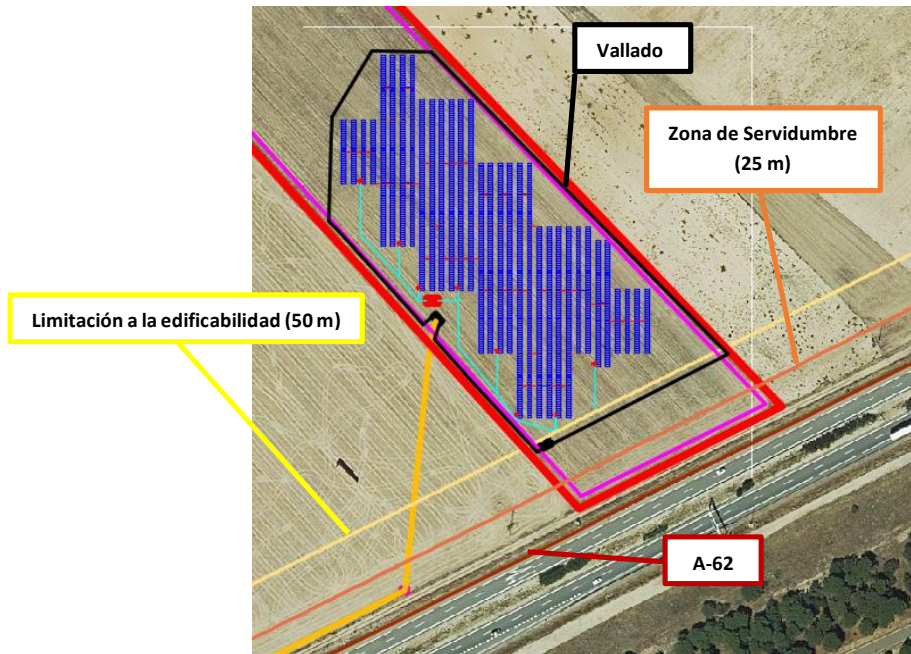 Vallado
Zona de Servidumbre
(25 m)
Limitación a la edificabilidad (50 m)
A-62